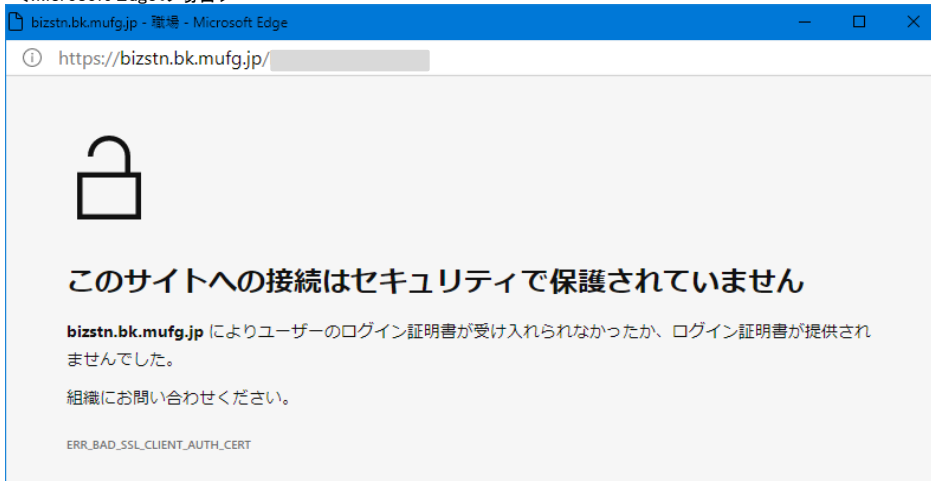 bizstn.bk.mufg.jp - 職場 - Microsoft Edge
https://bizstn.bk.mufg.jp/
このサイトへの接続はセキュリティで保護されていません
bizstn.bk.mufg.jp によりユーザーのログイン証明書が受け入れられなかったか、ログイン証明書が提供され
ませんでした。
組織にお問い合わせください。
ERR_BAD_SSL_CLIENT_AUTH_CERT